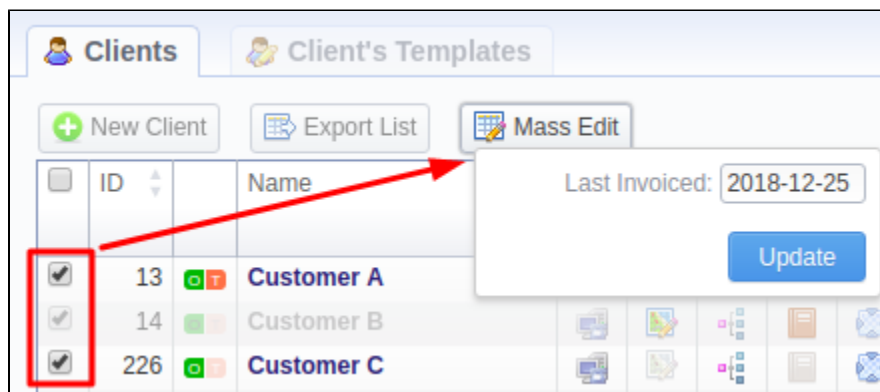 Clients
Client's Templates
New Client
Export List
Mass Edit
ID
Name
Last Invoiced: 2018-12-25
Update
13 O T Customer A
14 Customer B
226 O Customer C